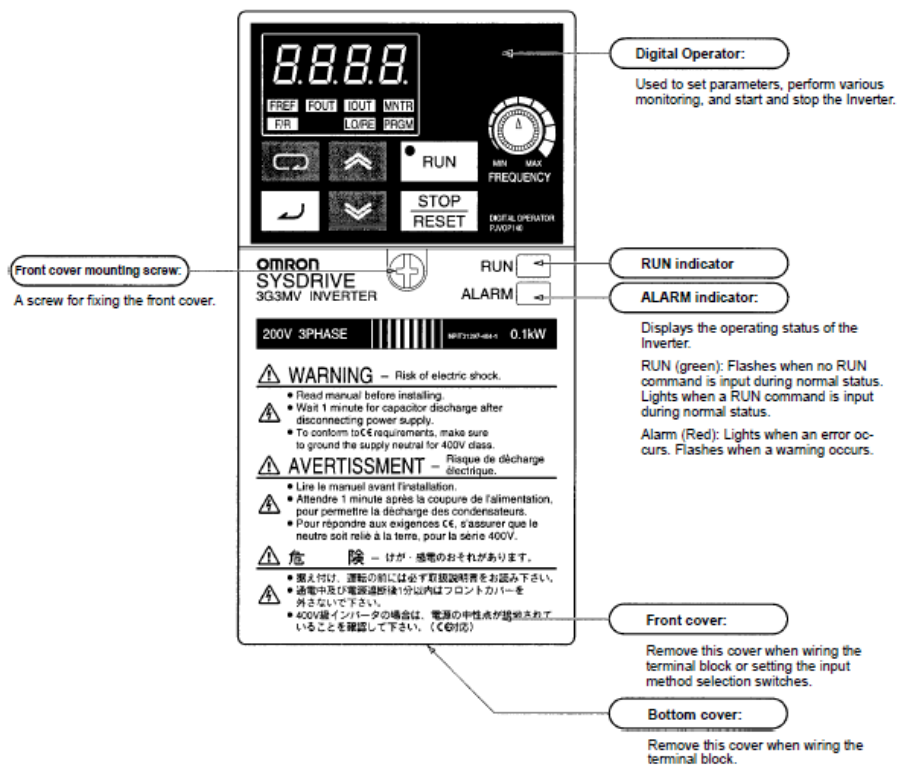 8.8.8.8.
FREF FOUT IOUT MNTR
F/R LO/RE PRGM
RUN
STOP
RESET
MIN MAX
FREQUENCY
DIGITAL OPERATOR
PJVOP140
Digital Operator:
Used to set parameters, perform various
monitoring, and start and stop the Inverter.
Front cover mounting screw:
A screw for fixing the front cover.
OMRON
SYSDRIVE
3G3MV INVERTER
RUN
ALARM
RUN indicator
ALARM indicator:
Displays the operating status of the
Inverter.
RUN (green): Flashes when no RUN
command is input during normal status.
Lights when a RUN command is input
during normal status.
Alarm (Red): Lights when an error oc-
curs. Flashes when a warning occurs.
200V 3PHASE 0.1kW
WARNING – Risk of electric shock.
● Read manual before installing.
● Wait 1 minute for capacitor discharge after
disconnecting power supply.
● To conform to CE requirements, make sure
to ground the supply neutral for 400V class.
AVERTISSMENT – Risque de dècharge
électrique.
● Lire le manuel avant l'installation.
● Attendre 1 minute après la coupure de l'alimentation,
pour permettre la décharge des condensateurs.
● Pour répondre aux exigences CE, s'assurer que le
neutre soit relié à la terre, pour la série 400V.
危 険 – けが・感電のおそれがあります。
● 据え付け、運転の前には必ず取扱説明書をお読み下さい。
● 通電中及び電源遮断後1分以内はフロントカバーを
外さないで下さい。
● 400V級インバータの場合は、電源の中性点が接地されて
いることを確認して下さい。（CE対応）
Front cover:
Remove this cover when wiring the
terminal block or setting the input
method selection switches.
Bottom cover:
Remove this cover when wiring the
terminal block.